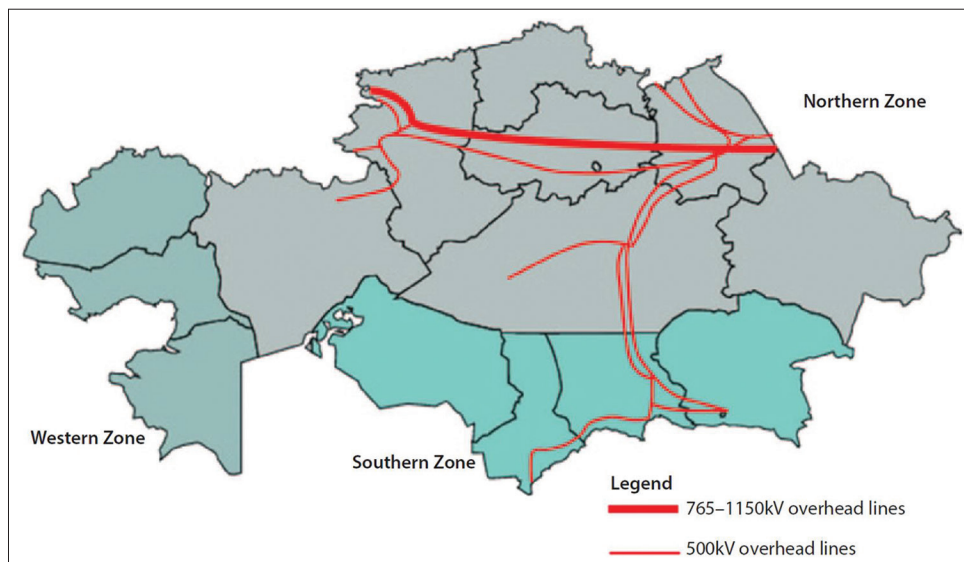 Northern Zone
Western Zone
Southern Zone
Legend
765–1150kV overhead lines
500kV overhead lines